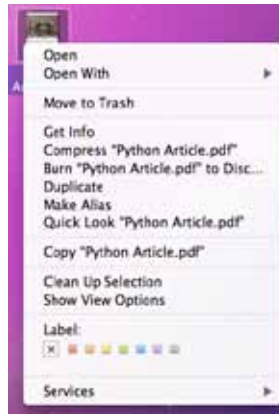 Open
Open With
Move to Trash
Get Info
Compress "Python Article.pdf"
Burn "Python Article.pdf" to Disc...
Duplicate
Make Alias
Quick Look "Python Article.pdf"
Copy "Python Article.pdf"
Clean Up Selection
Show View Options
Label:
Services